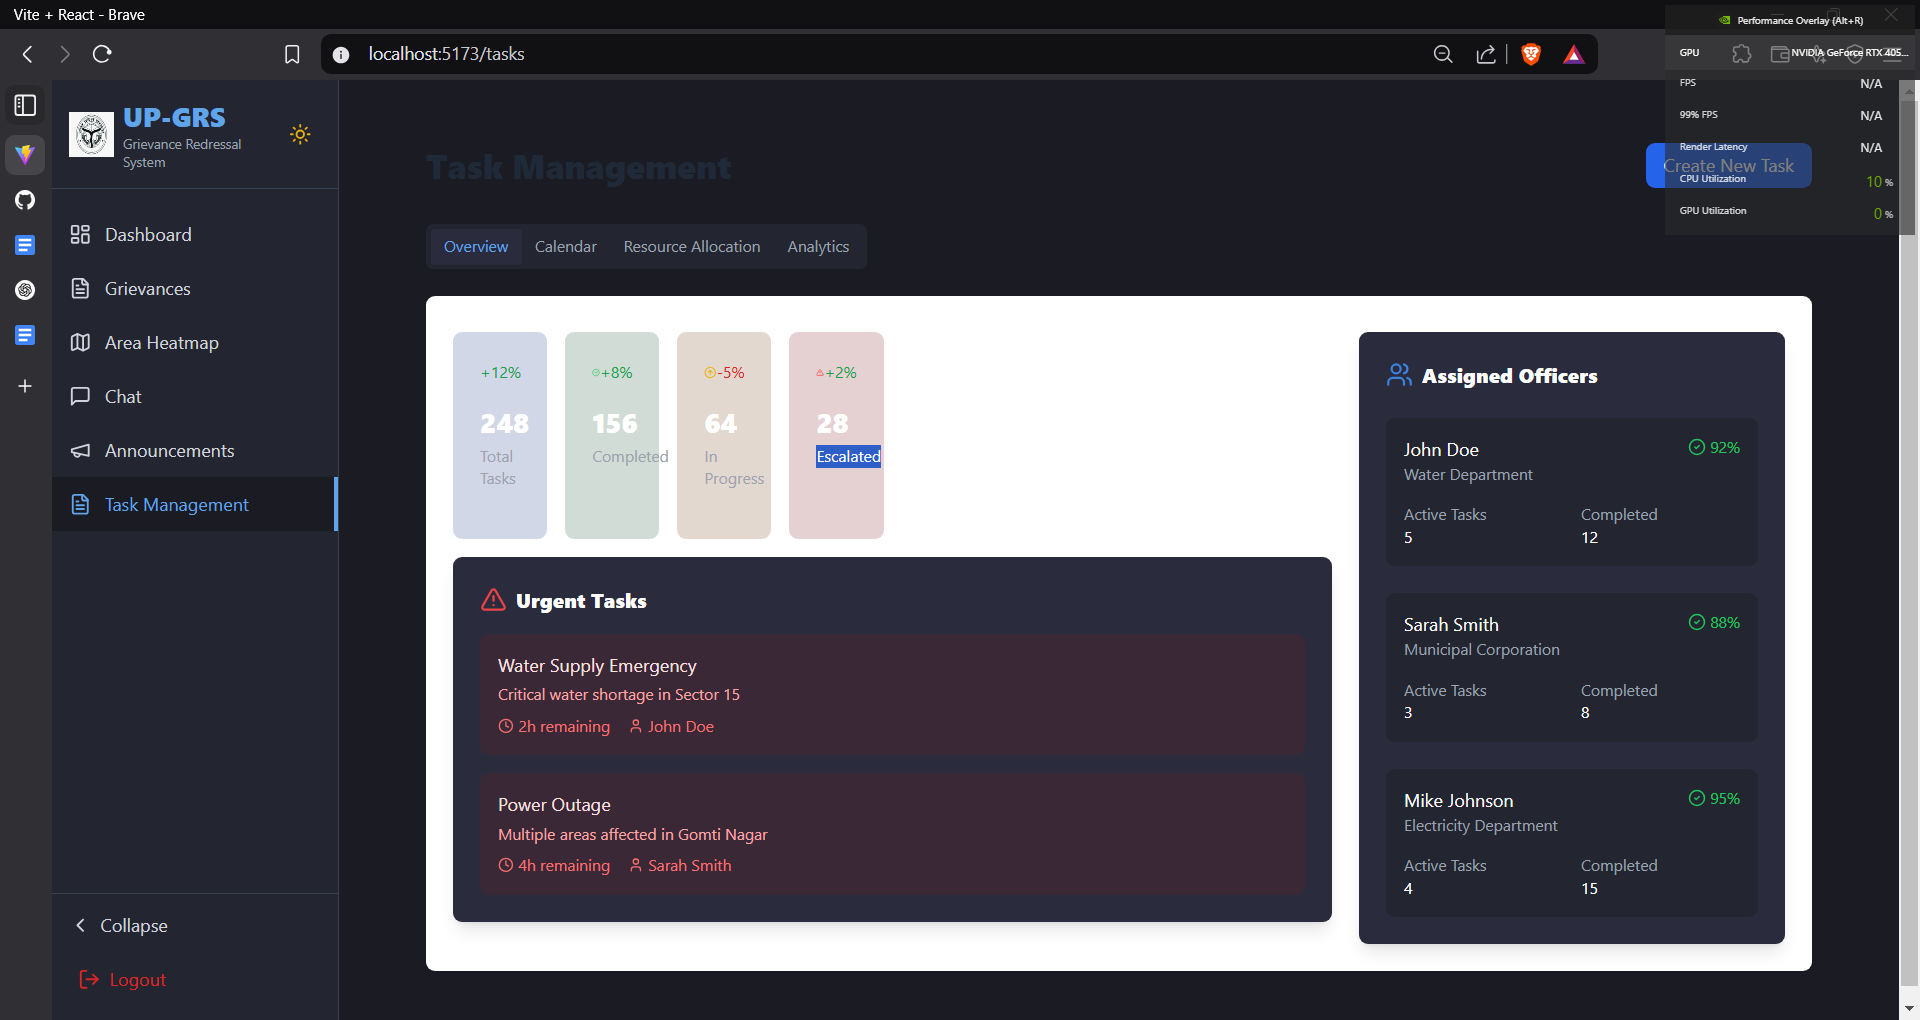 Vite + React - Brave
localhost:5173/tasks
Performance Overlay (Alt+R)
GPU NVIDIA GeForce RTX 405...
FPS N/A
99% FPS N/A
Render Latency N/A
CPU Utilization 10 %
GPU Utilization 0 %
UP-GRS
Grievance Redressal
System
Dashboard
Grievances
Area Heatmap
Chat
Announcements
Task Management
Collapse
Logout
Task Management
Create New Task
Overview Calendar Resource Allocation Analytics
+12%
248
Total
Tasks
+8%
156
Completed
-5%
64
In
Progress
+2%
28
Escalated
Urgent Tasks
Water Supply Emergency
Critical water shortage in Sector 15
2h remaining John Doe
Power Outage
Multiple areas affected in Gomti Nagar
4h remaining Sarah Smith
Assigned Officers
John Doe 92%
Water Department
Active Tasks Completed
5 12
Sarah Smith 88%
Municipal Corporation
Active Tasks Completed
3 8
Mike Johnson 95%
Electricity Department
Active Tasks Completed
4 15